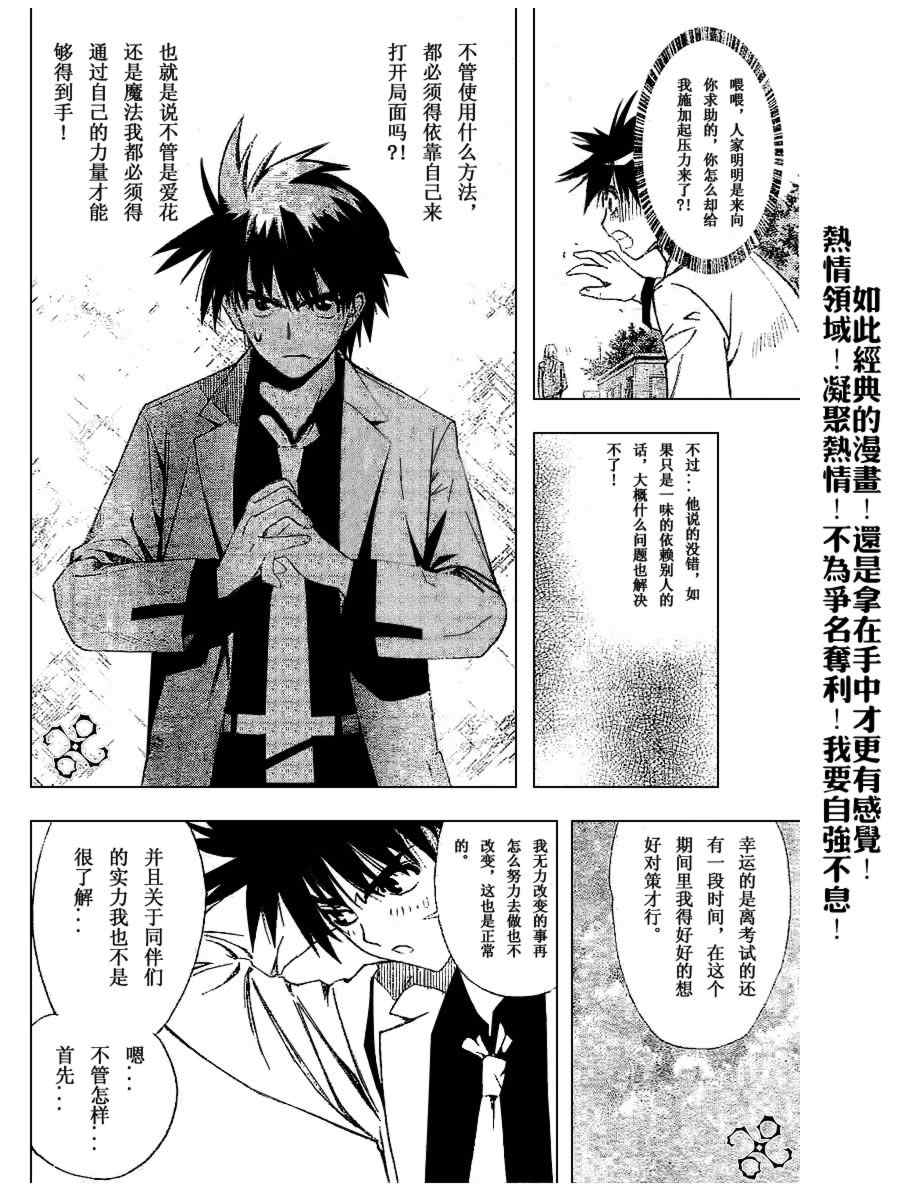 喂喂，人家明明是来向
你求助的，你怎么却给
我施加起压力来了?!
不管使用什么方法，
都必须得依靠自己来
打开局面吗?!
也就是说不管是爱花
还是魔法我都必须得
通过自己的力量才能
够得到手！
不过...他说的没错，如
果只是一味的依赖别人的
话，大概什么问题也解决
不了！
幸运的是离考试的还
有一段时间，在这个
期间里我得好好的想
好对策才行。
我无力改变的事再
怎么努力去做也不
改变，这也是正常
的。
并且关于同伴们
的实力我也不是
很了解...
嗯...
不管怎样...
首先...
如此經典的漫畫！還是拿在手中才更有感覺！
熱情領域！凝聚熱情！不為爭名奪利！我要自強不息！